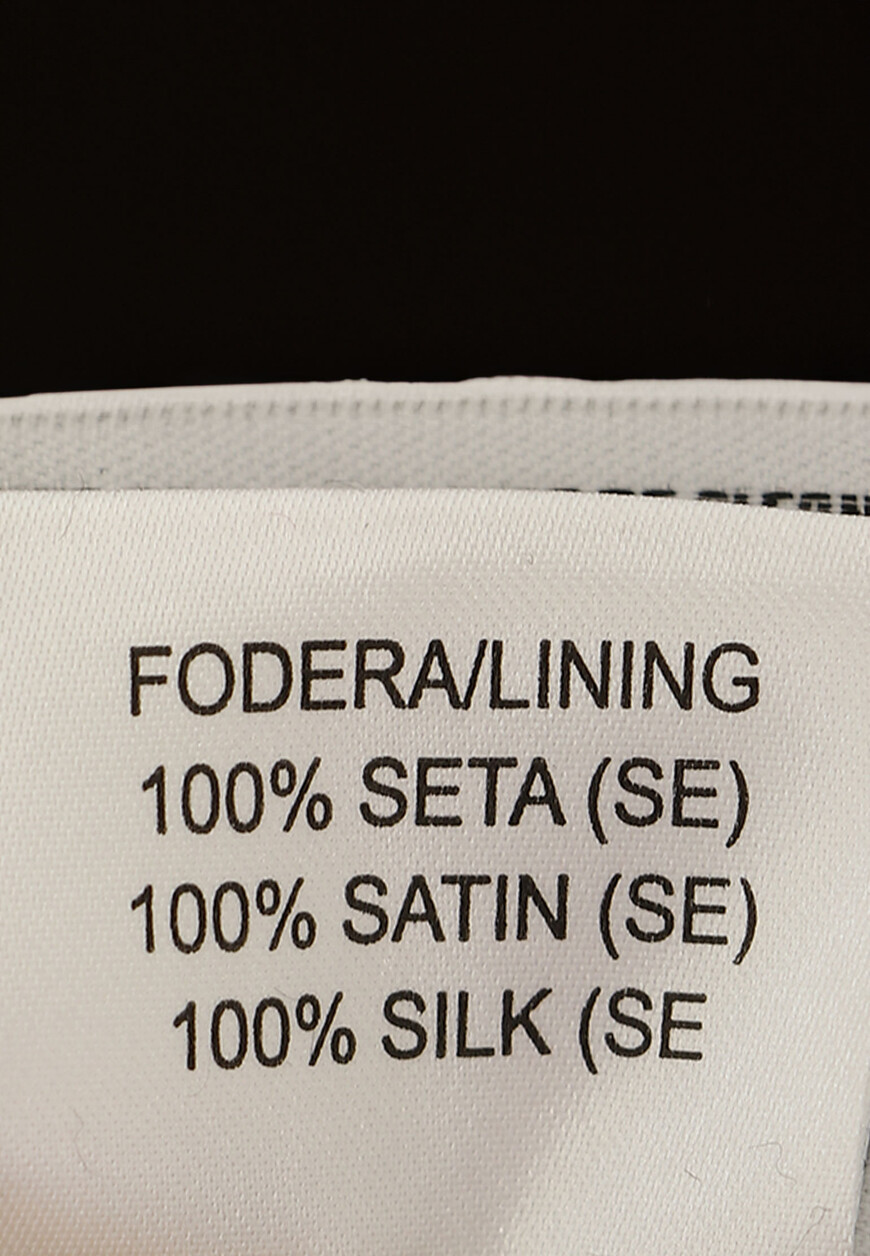 FODERA/LINING
100% SETA (SE)
100% SATIN (SE)
100% SILK (SE